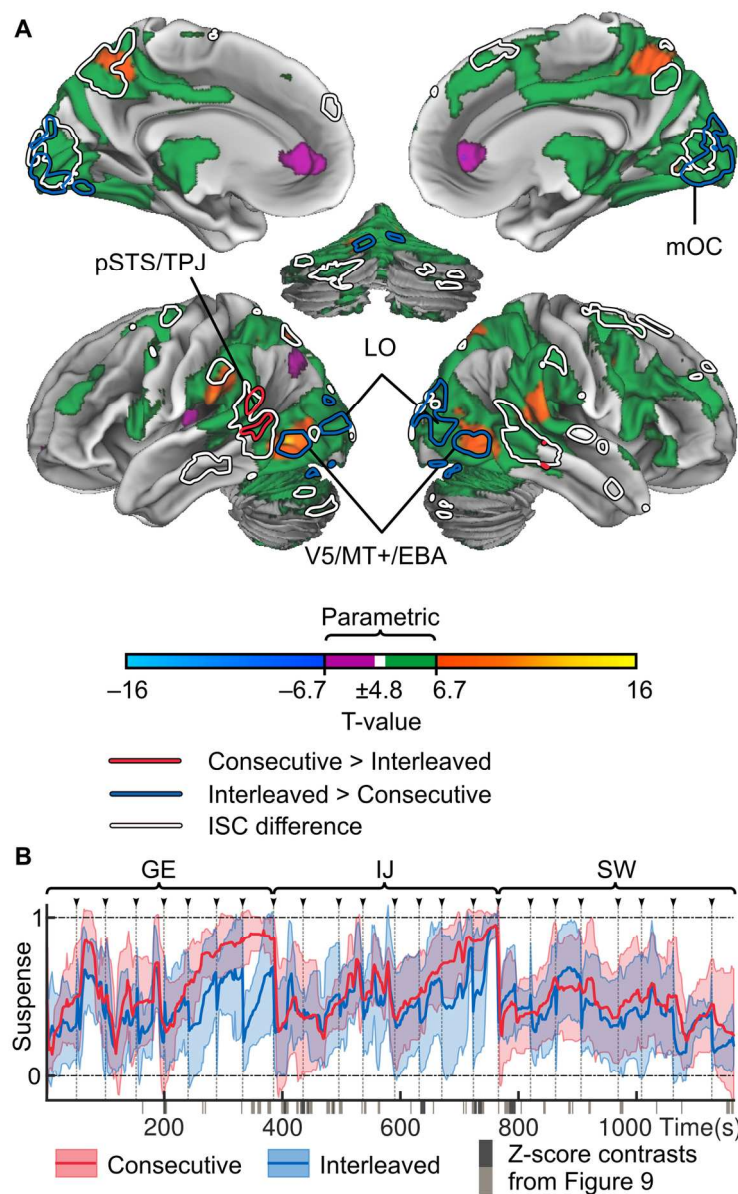 A
mOC
pSTS/TPJ
LO
V5/MT+/EBA
Parametric
–16
–6.7
±4.8
6.7
16
T-value
Consecutive > Interleaved
Interleaved > Consecutive
ISC difference
B
GE
IJ
SW
1
Suspense
0
200
400
600
800
1000
Time(s)
Consecutive
Interleaved
Z-score contrasts
from Figure 9